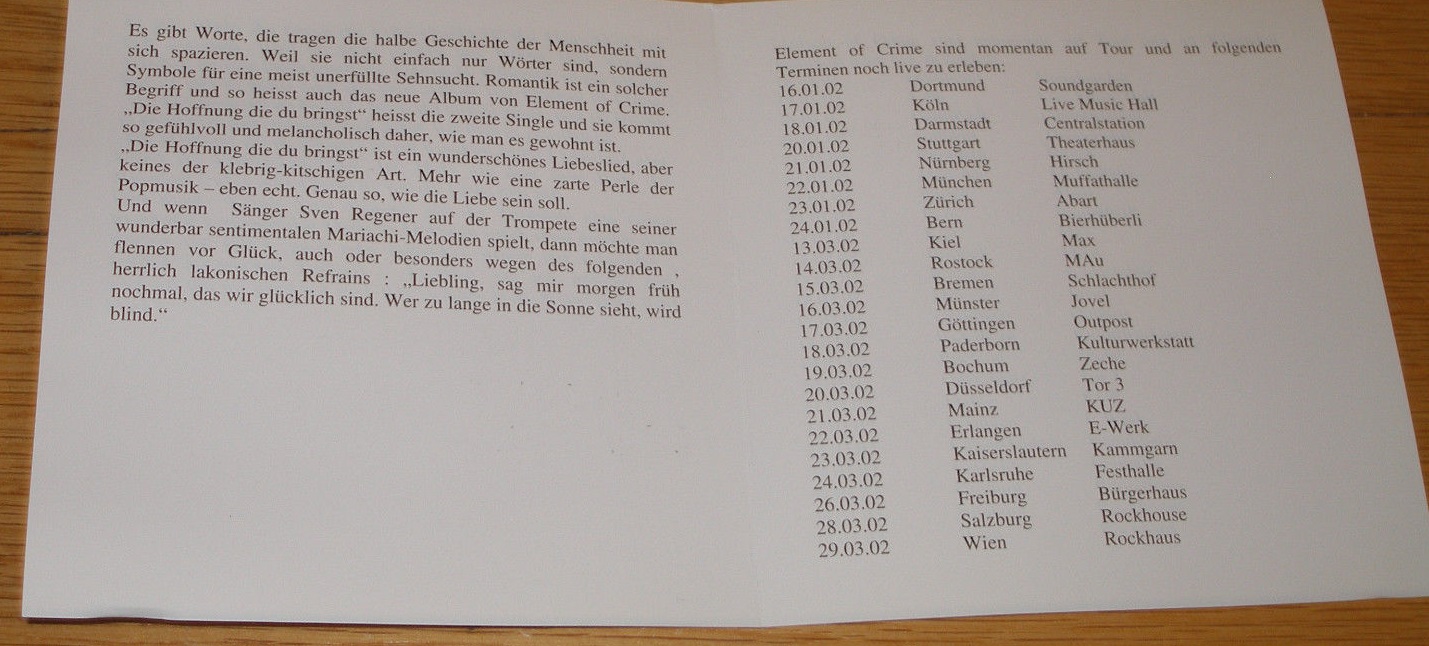 Es gibt Worte, die tragen die halbe Geschichte der Menschheit mit
sich spazieren. Weil sie nicht einfach nur Wörter sind, sondern
Symbole für eine meist unerfüllte Sehnsucht. Romantik ist ein solcher
Begriff und so heisst auch das neue Album von Element of Crime.
„Die Hoffnung die du bringst“ heisst die zweite Single und sie kommt
so gefühlvoll und melancholisch daher, wie man es gewohnt ist.
„Die Hoffnung die du bringst“ ist ein wunderschönes Liebeslied, aber
keines der klebrig-kitschigen Art. Mehr wie eine zarte Perle der
Popmusik – eben echt. Genau so, wie die Liebe sein soll.
Und wenn Sänger Sven Regener auf der Trompete eine seiner
wunderbar sentimentalen Mariachi-Melodien spielt, dann möchte man
flennen vor Glück, auch oder besonders wegen des folgenden ,
herrlich lakonischen Refrains : „Liebling, sag mir morgen früh
nochmal, das wir glücklich sind. Wer zu lange in die Sonne sieht, wird
blind.“
Element of Crime sind momentan auf Tour und an folgenden
Terminen noch live zu erleben:
16.01.02 Dortmund Soundgarden
17.01.02 Köln Live Music Hall
18.01.02 Darmstadt Centralstation
20.01.02 Stuttgart Theaterhaus
21.01.02 Nürnberg Hirsch
22.01.02 München Muffathalle
23.01.02 Zürich Abart
24.01.02 Bern Bierhüberli
13.03.02 Kiel Max
14.03.02 Rostock MAu
15.03.02 Bremen Schlachthof
16.03.02 Münster Jovel
17.03.02 Göttingen Outpost
18.03.02 Paderborn Kulturwerkstatt
19.03.02 Bochum Zeche
20.03.02 Düsseldorf Tor 3
21.03.02 Mainz KUZ
22.03.02 Erlangen E-Werk
23.03.02 Kaiserslautern Kammgarn
24.03.02 Karlsruhe Festhalle
26.03.02 Freiburg Bürgerhaus
28.03.02 Salzburg Rockhouse
29.03.02 Wien Rockhaus